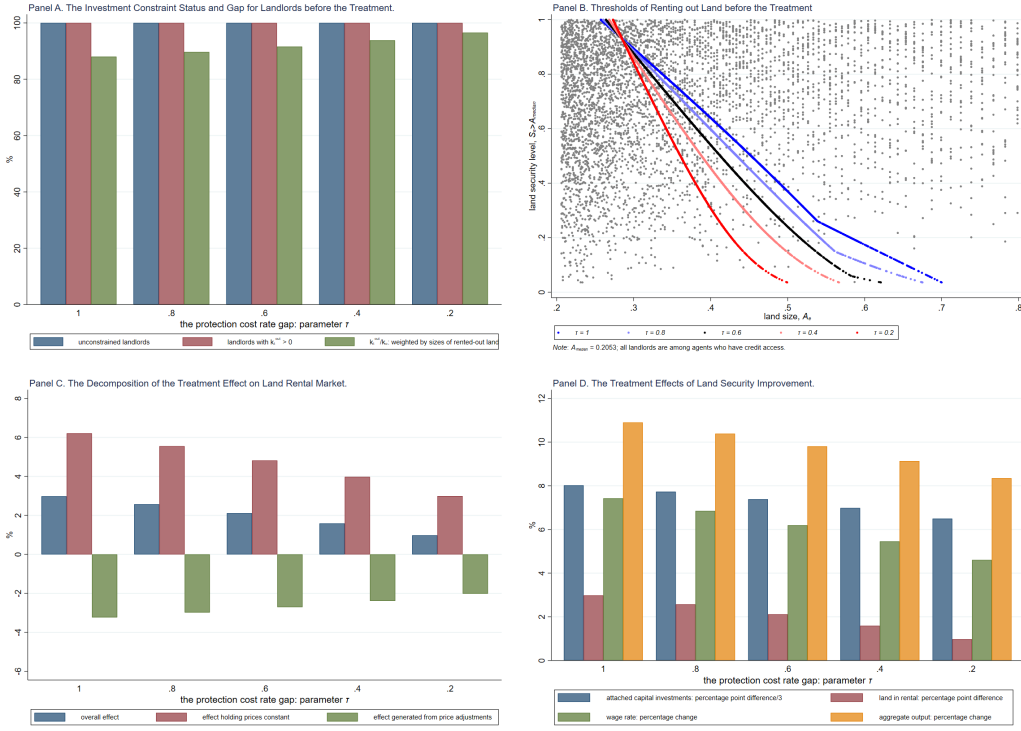 Panel A. The Investment Constraint Status and Gap for Landlords before the Treatment.
100
80
60
40
20
0
%
1 .8 .6 .4 .2
the protection cost rate gap: parameter τ
unconstrained landlords
landlords with > 0
weighted by sizes of rented-out land
Panel B. Thresholds of Renting out Land before the Treatment
1
.8
.6
.4
.2
0
land security level,
.2 .3 .4 .5 .6 .7 .8
land size, Aₛ
τ = 1 τ = 0.8 τ = 0.6 τ = 0.4 τ = 0.2
Note: = 0.2053; all landlords are among agents who have credit access.
Panel C. The Decomposition of the Treatment Effect on Land Rental Market.
8
6
4
2
0
-2
-4
-6
%
1 .8 .6 .4 .2
the protection cost rate gap: parameter τ
overall effect effect holding prices constant effect generated from price adjustments
Panel D. The Treatment Effects of Land Security Improvement.
12
10
8
6
4
2
0
%
1 .8 .6 .4 .2
the protection cost rate gap: parameter τ
attached capital investments: percentage point difference/3 land in rental: percentage point difference
wage rate: percentage change aggregate output: percentage change